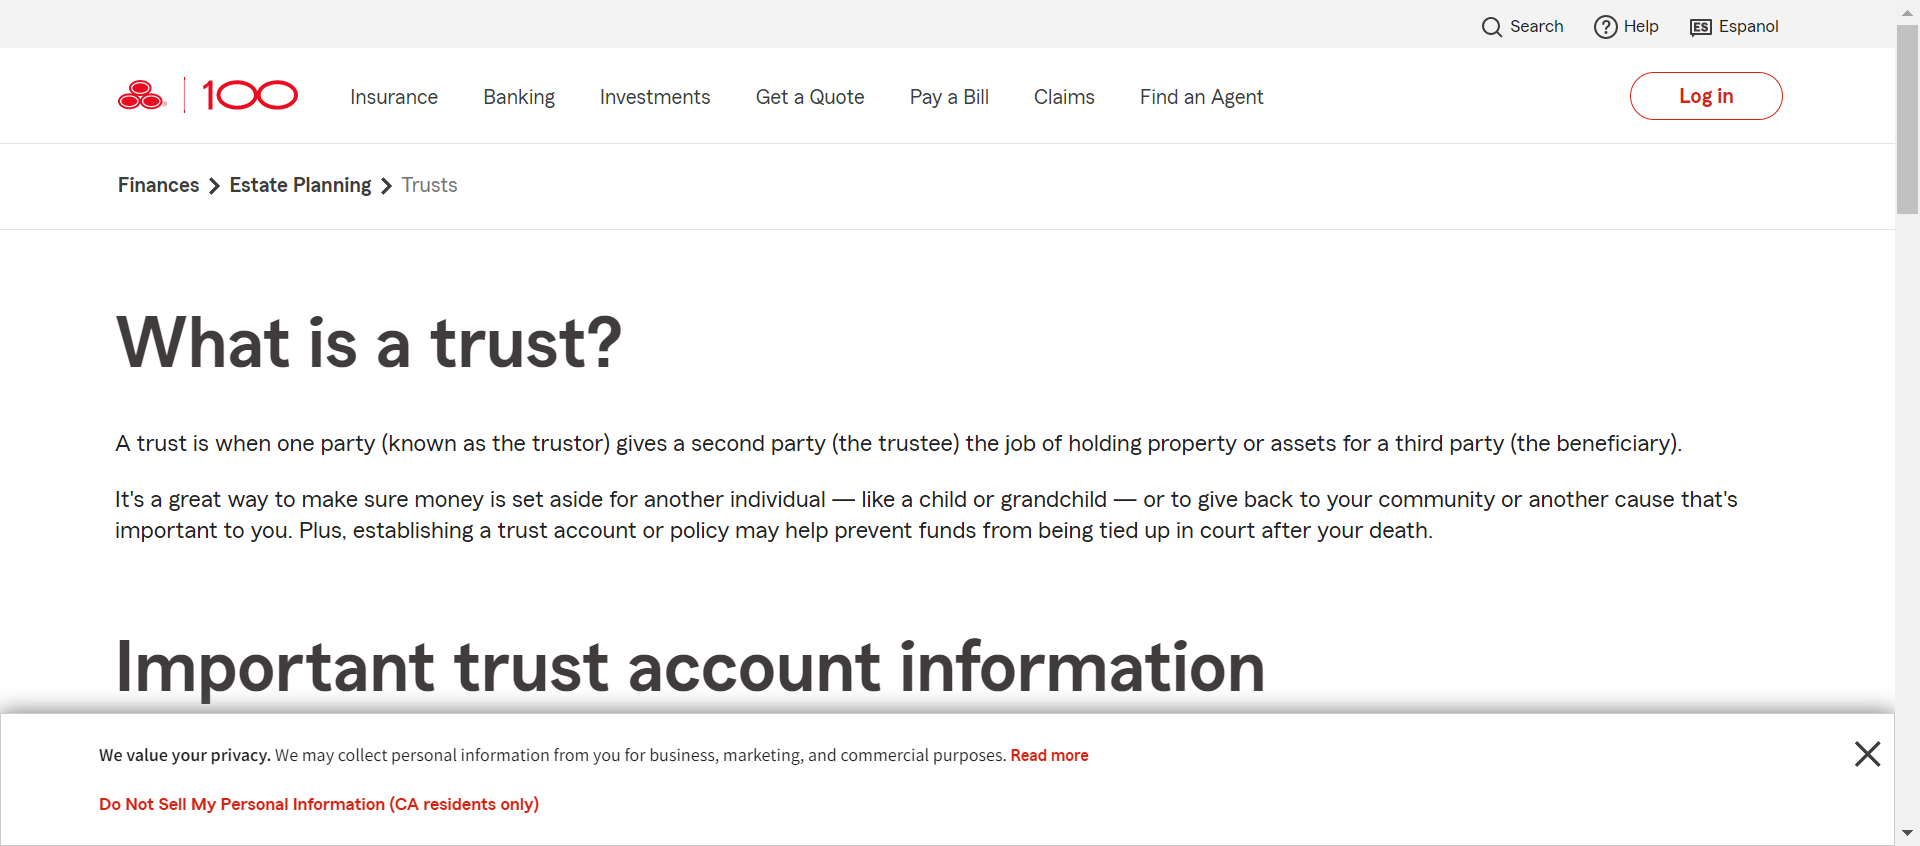 Search Help ES Espanol
100 Insurance Banking Investments Get a Quote Pay a Bill Claims Find an Agent Log in
Finances Estate Planning Trusts
What is a trust?
A trust is when one party (known as the trustor) gives a second party (the trustee) the job of holding property or assets for a third party (the beneficiary).
It's a great way to make sure money is set aside for another individual — like a child or grandchild — or to give back to your community or another cause that's
important to you. Plus, establishing a trust account or policy may help prevent funds from being tied up in court after your death.
Important trust account information
We value your privacy. We may collect personal information from you for business, marketing, and commercial purposes. Read more
Do Not Sell My Personal Information (CA residents only)